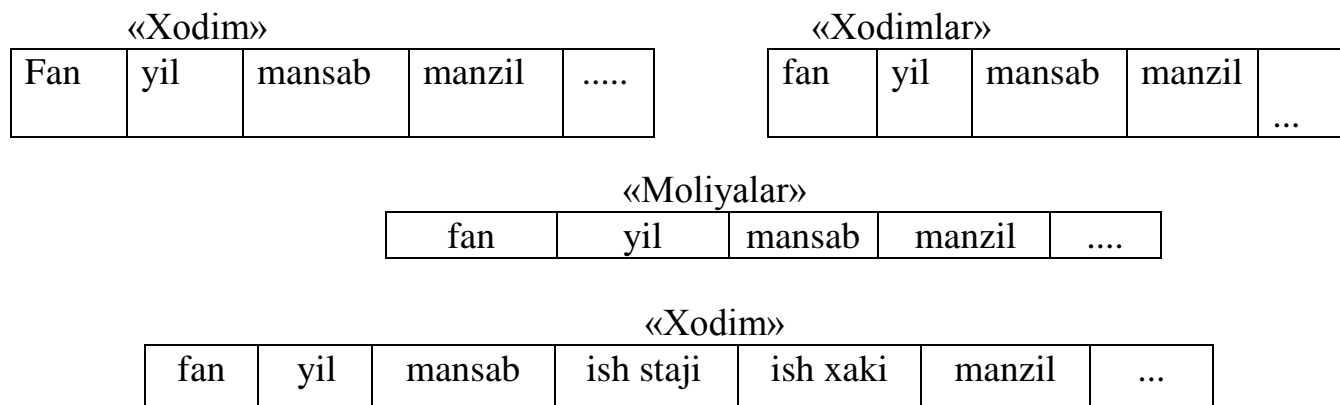 «Xodim» «Xodimlar»
Fan yil mansab manzil ..... fan yil mansab manzil ...
«Moliyalar»
fan yil mansab manzil ....
«Xodim»
fan yil mansab ish staji ish xaki manzil ...